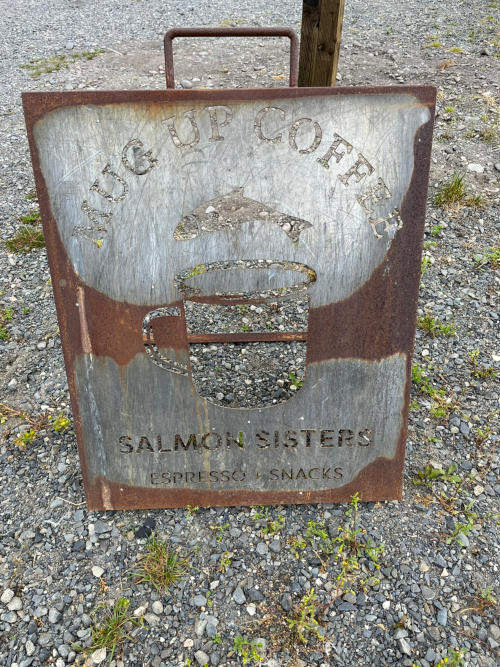 MUG UP COFFEE
SALMON SISTERS
ESPRESSO + SNACKS